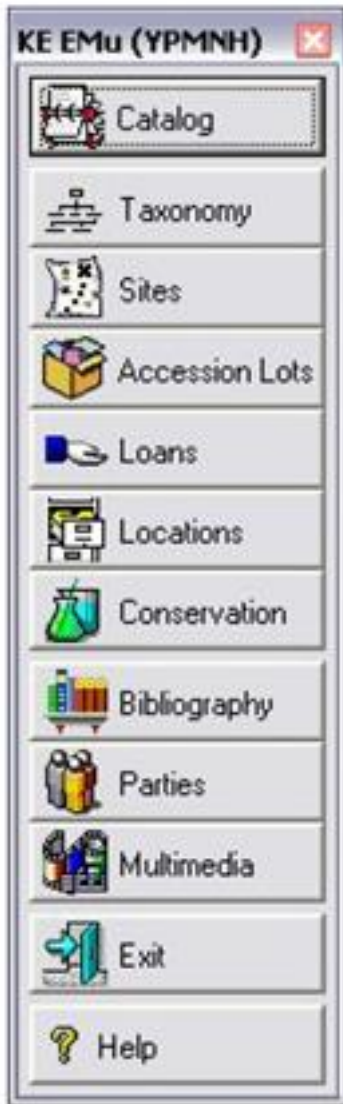 KE EMu (YPMNH)
Catalog
Taxonomy
Sites
Accession Lots
Loans
Locations
Conservation
Bibliography
Parties
Multimedia
Exit
Help